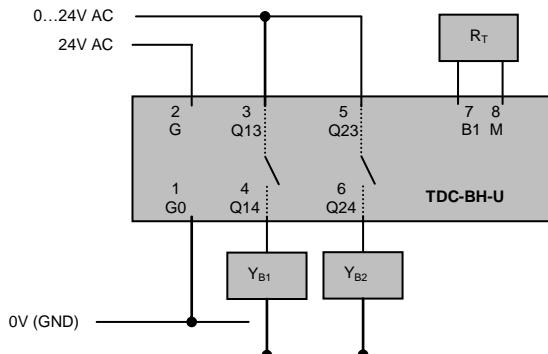 0…24V AC
24V AC
R_T
2 3 5 7 8
G Q13 Q23 B1 M
TDC-BH-U
1 4 6
G0 Q14 Q24
Y_B1 Y_B2
0V (GND)